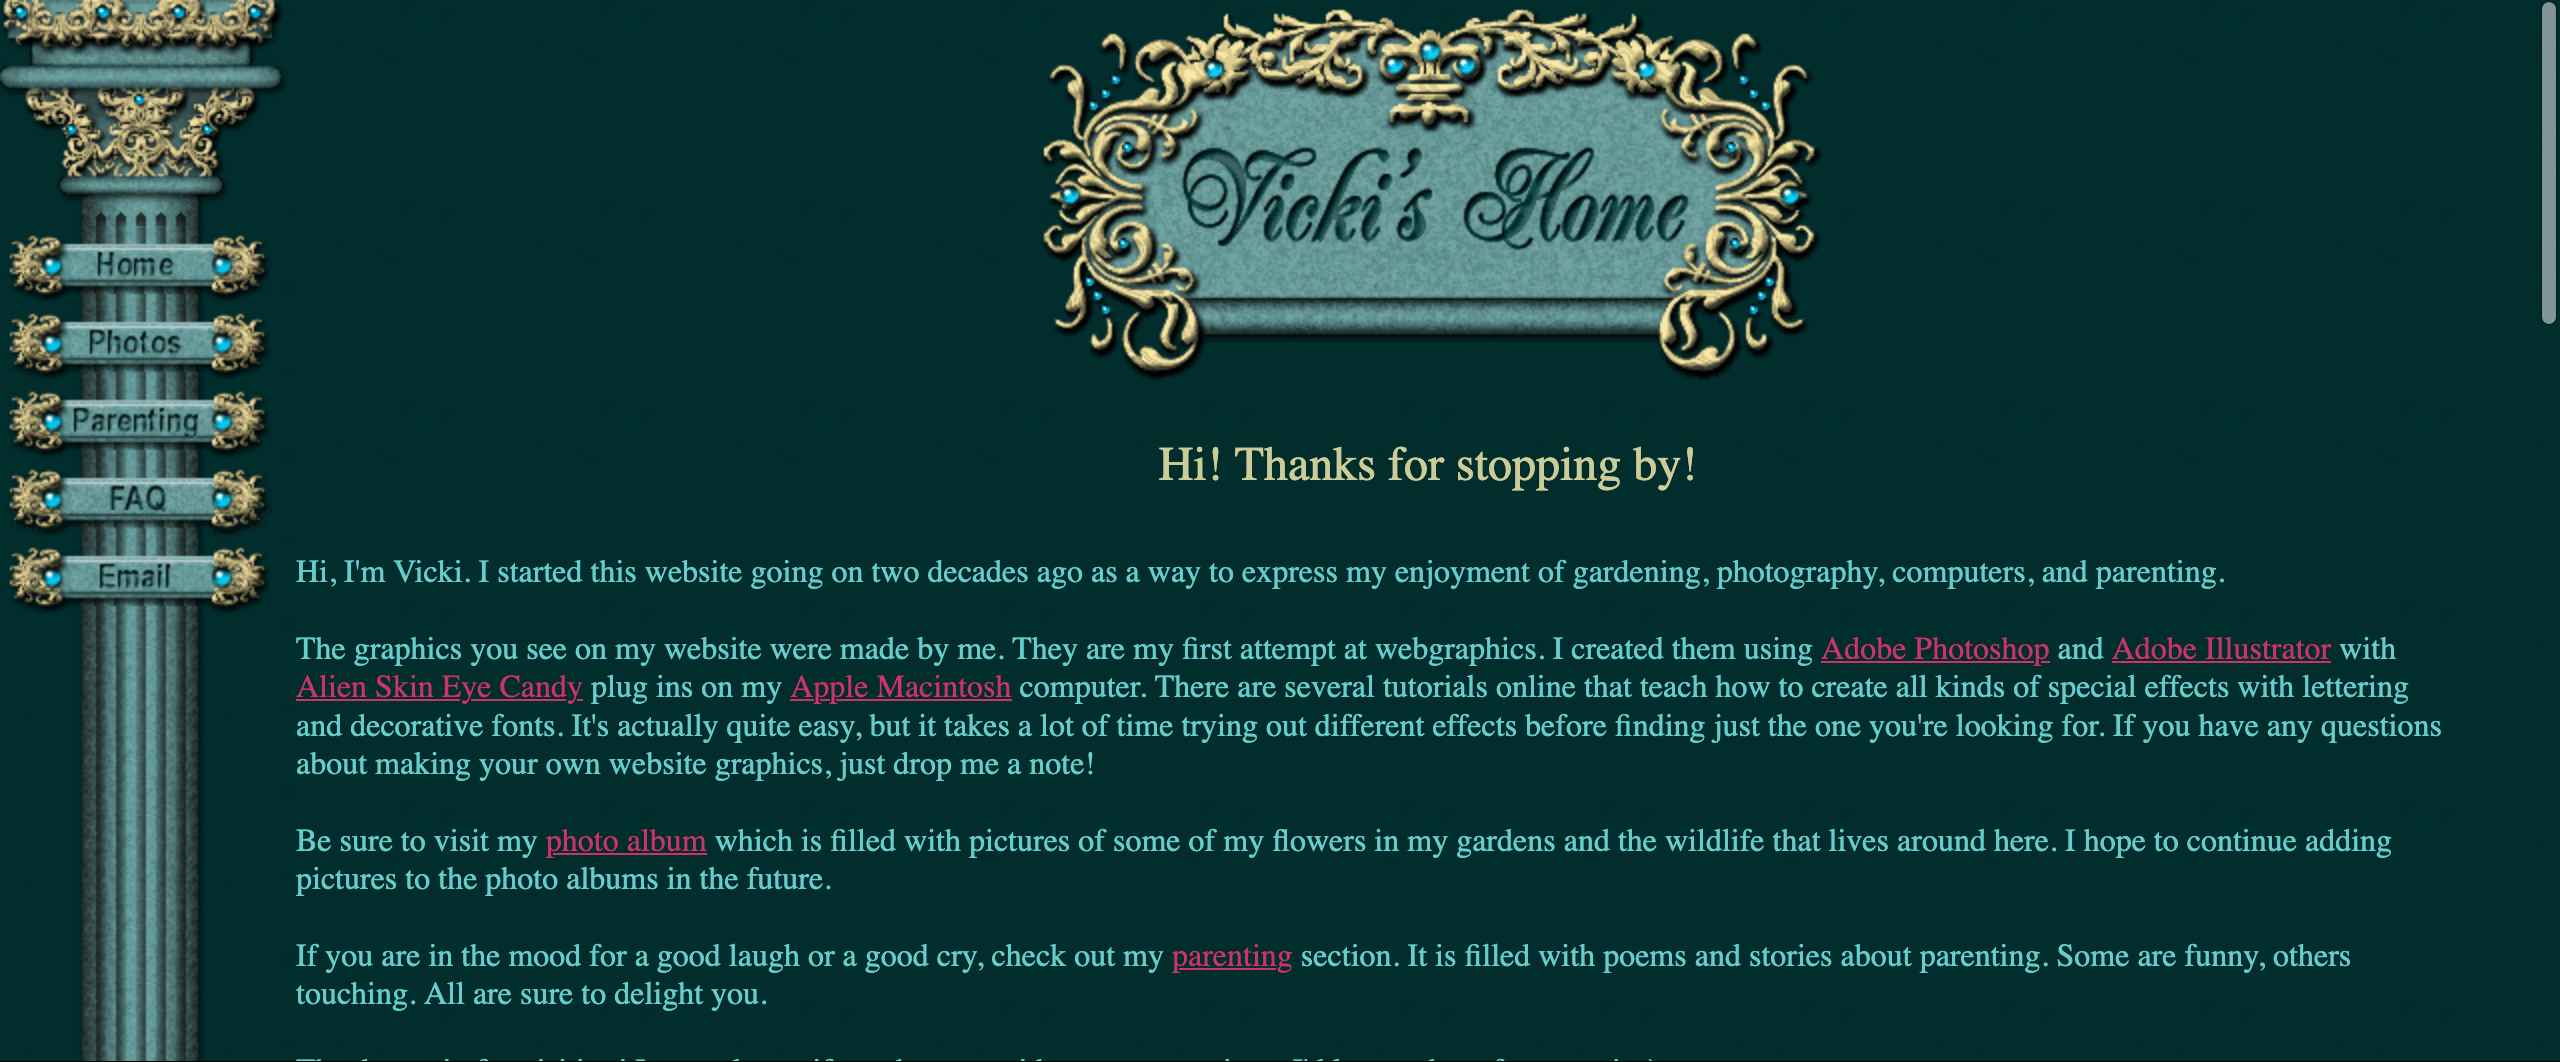 Vicki's Home
Home
Photos
Parenting
FAQ
Email
Hi! Thanks for stopping by!
Hi, I'm Vicki. I started this website going on two decades ago as a way to express my enjoyment of gardening, photography, computers, and parenting.
The graphics you see on my website were made by me. They are my first attempt at webgraphics. I created them using Adobe Photoshop and Adobe Illustrator with
Alien Skin Eye Candy plug ins on my Apple Macintosh computer. There are several tutorials online that teach how to create all kinds of special effects with lettering
and decorative fonts. It's actually quite easy, but it takes a lot of time trying out different effects before finding just the one you're looking for. If you have any questions
about making your own website graphics, just drop me a note!
Be sure to visit my photo album which is filled with pictures of some of my flowers in my gardens and the wildlife that lives around here. I hope to continue adding
pictures to the photo albums in the future.
If you are in the mood for a good laugh or a good cry, check out my parenting section. It is filled with poems and stories about parenting. Some are funny, others
touching. All are sure to delight you.